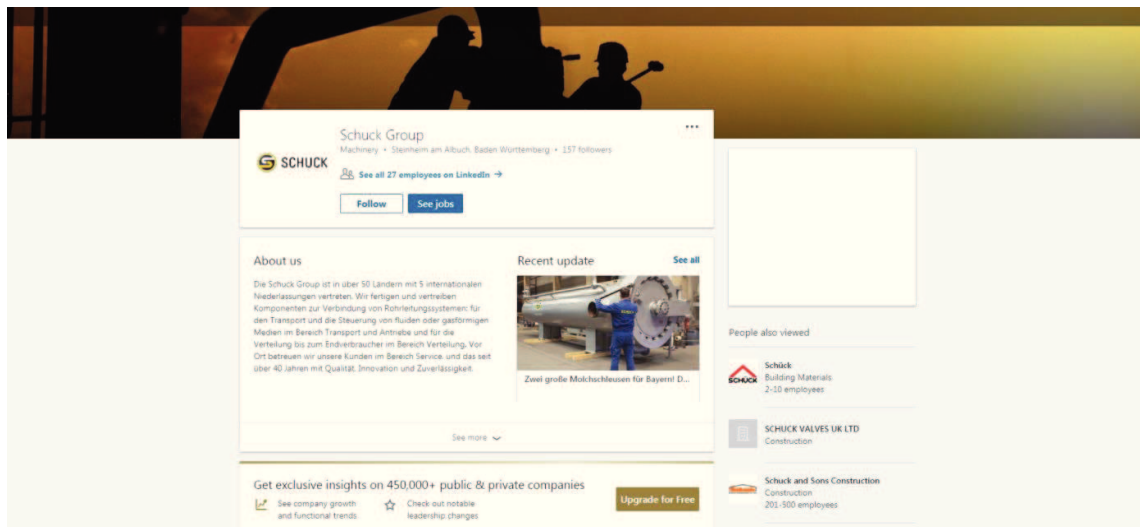 Schuck Group
Machinery • Steinheim am Albuch, Baden Württemberg • 157 followers
SCHUCK
See all 27 employees on LinkedIn →
Follow
See jobs
About us
Die Schuck Group ist in über 50 Ländern mit 5 internationalen
Niederlassungen vertreten. Wir fertigen und vertreiben
Komponenten zur Verbindung von Rohrleitungssystemen: für
den Transport und die Steuerung von fluiden oder gasförmigen
Medien im Bereich Transport und Antriebe und für die
Verteilung bis zum Endverbraucher im Bereich Verteilung. Vor
Ort betreuen wir unsere Kunden im Bereich Service, und das seit
über 40 Jahren mit Qualität, Innovation und Zuverlässigkeit.
Recent update
See all
Zwei große Molchschleusen für Bayern! D...
See more
Get exclusive insights on 450,000+ public & private companies
See company growth
and functional trends
Check out notable
leadership changes
Upgrade for Free
People also viewed
SCHÜCK
Schück
Building Materials
2-10 employees
SCHUCK VALVES UK LTD
Construction
Schuck and Sons Construction
Construction
201-500 employees